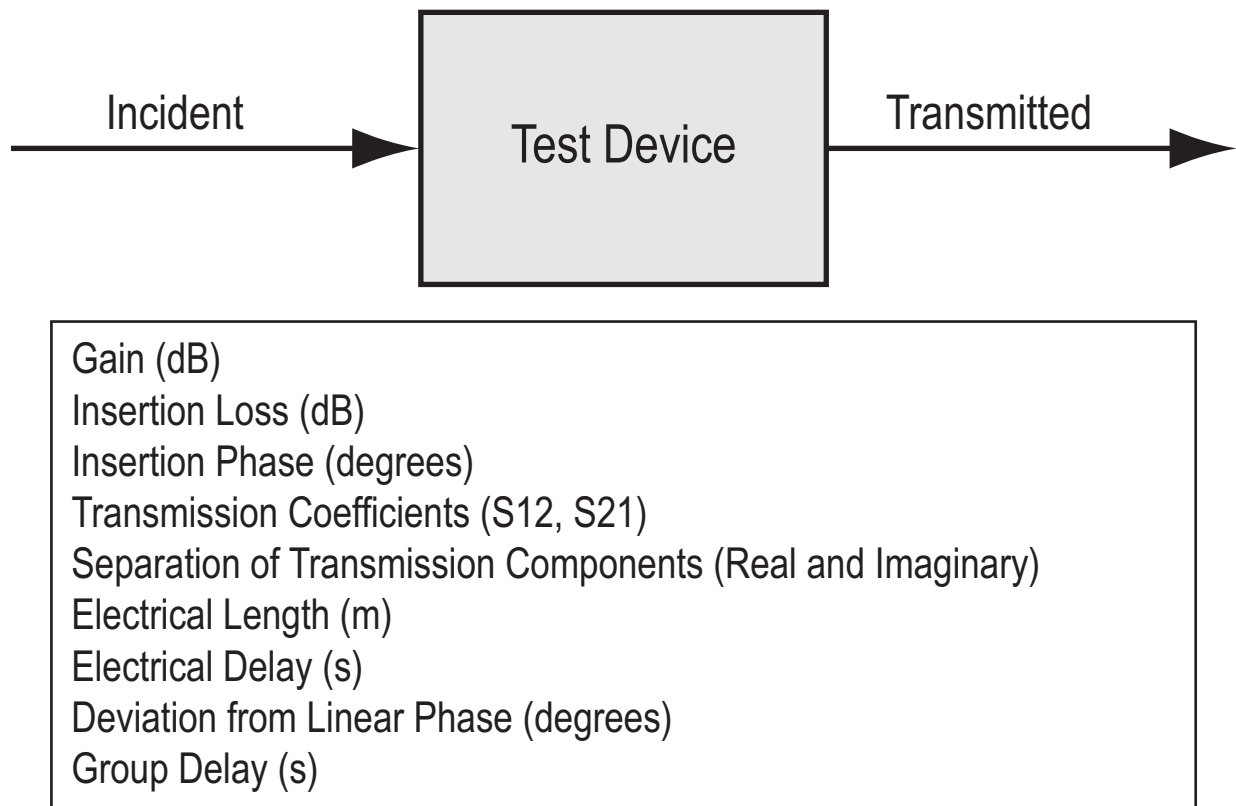 Incident
Test Device
Transmitted
Gain (dB)
Insertion Loss (dB)
Insertion Phase (degrees)
Transmission Coefficients (S12, S21)
Separation of Transmission Components (Real and Imaginary)
Electrical Length (m)
Electrical Delay (s)
Deviation from Linear Phase (degrees)
Group Delay (s)